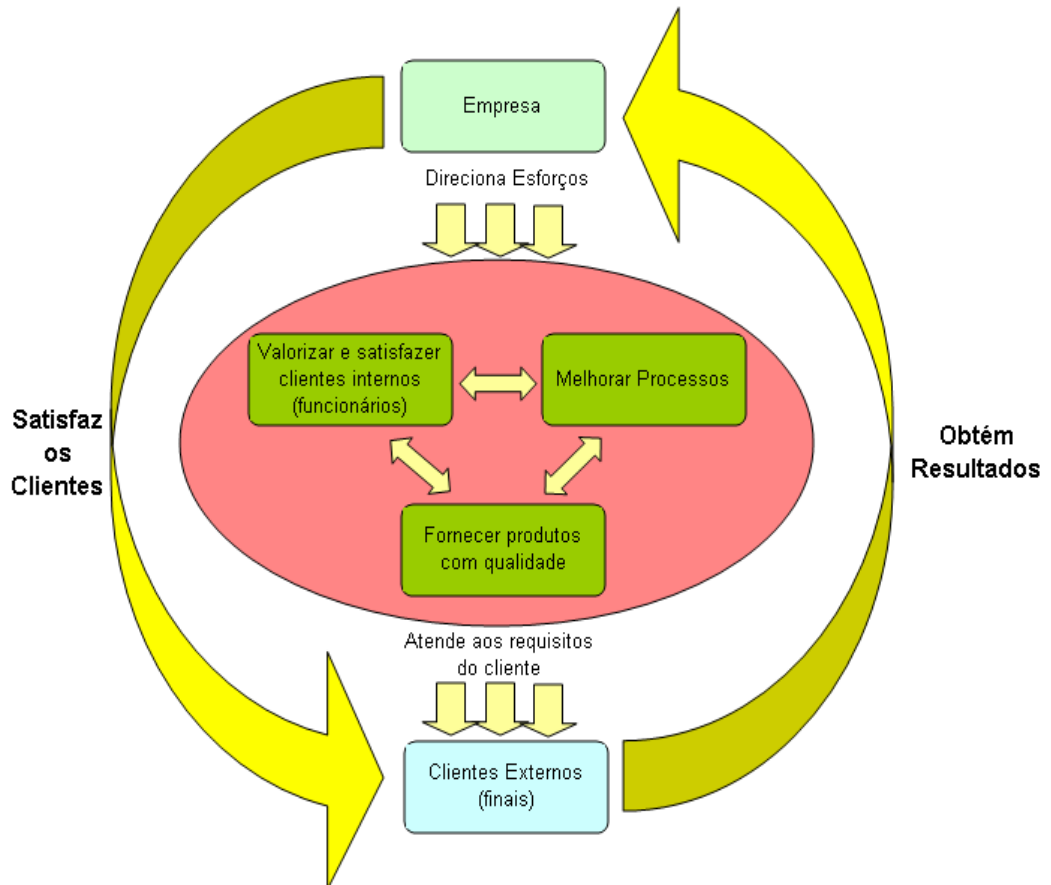 Empresa
Direciona Esforços
Valorizar e satisfazer
clientes internos
(funcionários)
Melhorar Processos
Fornecer produtos
com qualidade
Satisfaz
os
Clientes
Obtém
Resultados
Atende aos requisitos
do cliente
Clientes Externos
(finais)